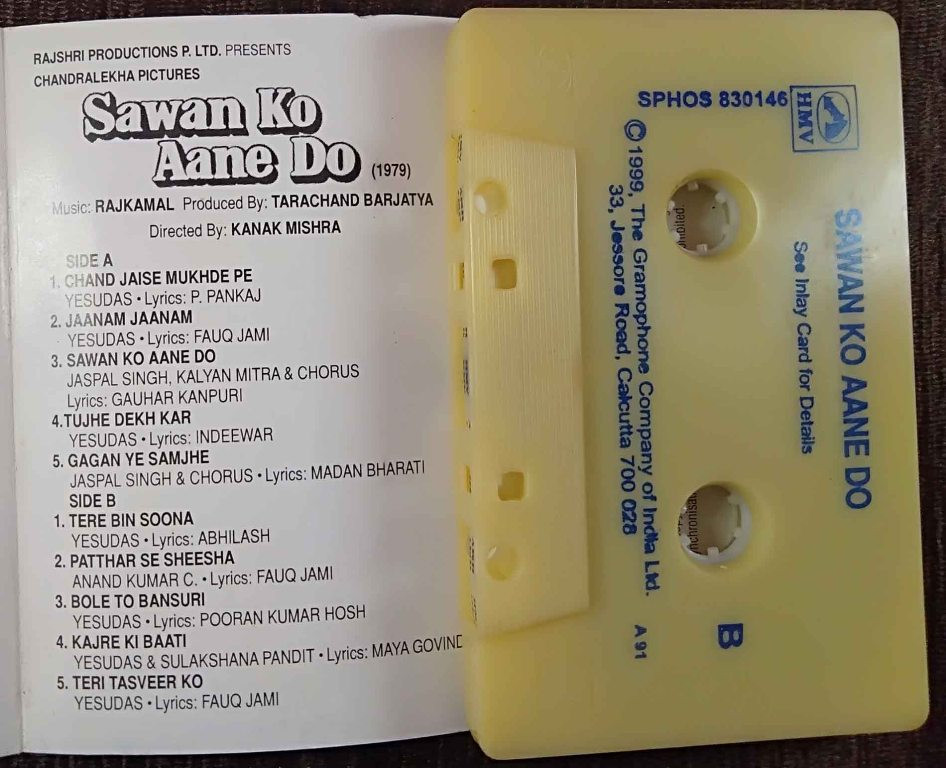 RAJSHRI PRODUCTIONS P. LTD. PRESENTS
CHANDRALEKHA PICTURES
Sawan Ko
Aane Do (1979)
Music: RAJKAMAL Produced By: TARACHAND BARJATYA
Directed By: KANAK MISHRA
SIDE A
1. CHAND JAISE MUKHDE PE
YESUDAS • Lyrics: P. PANKAJ
2. JAANAM JAANAM
YESUDAS • Lyrics: FAUQ JAMI
3. SAWAN KO AANE DO
JASPAL SINGH, KALYAN MITRA & CHORUS
Lyrics: GAUHAR KANPURI
4.TUJHE DEKH KAR
YESUDAS • Lyrics: INDEEWAR
5. GAGAN YE SAMJHE
JASPAL SINGH & CHORUS • Lyrics: MADAN BHARATI
SIDE B
1. TERE BIN SOONA
YESUDAS • Lyrics: ABHILASH
2. PATTHAR SE SHEESHA
ANAND KUMAR C. • Lyrics: FAUQ JAMI
3. BOLE TO BANSURI
YESUDAS • Lyrics: POORAN KUMAR HOSH
4. KAJRE KI BAATI
YESUDAS & SULAKSHANA PANDIT • Lyrics: MAYA GOVIND
5. TERI TASVEER KO
YESUDAS • Lyrics: FAUQ JAMI
SPHOS 830146
HMV
SAWAN KO AANE DO
See Inlay Card for Details
© 1999, The Gramophone Company of India Ltd.
33, Jessore Road, Calcutta 700 028
A 91
B